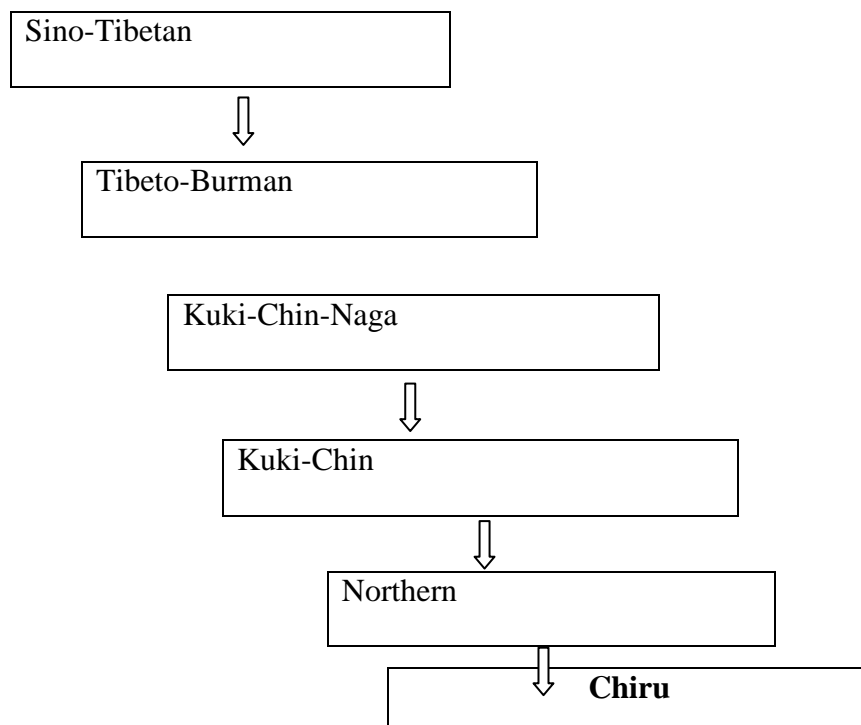 Sino-Tibetan
Tibeto-Burman
Kuki-Chin-Naga
Kuki-Chin
Northern
Chiru